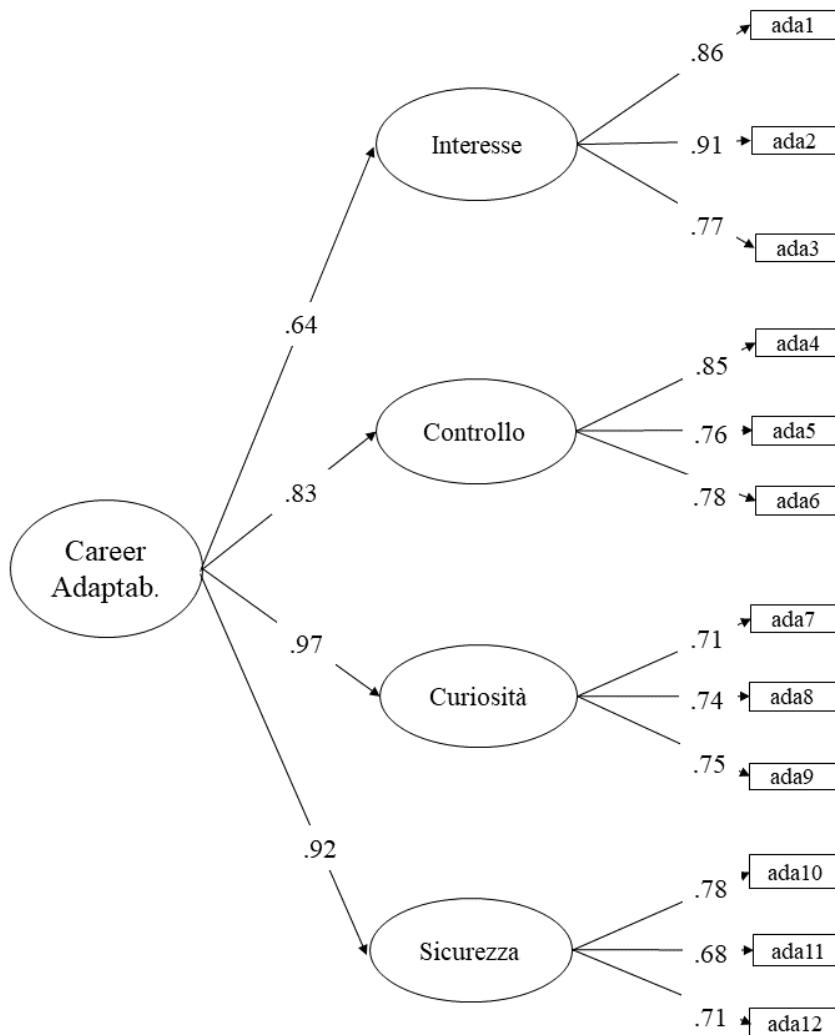 ada1
.86
Interesse
.91
ada2
.77
ada3
.64
ada4
.85
Controllo
.76
ada5
.83
.78
ada6
Career
Adaptab.
.97
.71
ada7
Curiosità
.74
ada8
.75
ada9
.92
.78
ada10
Sicurezza
.68
ada11
.71
ada12